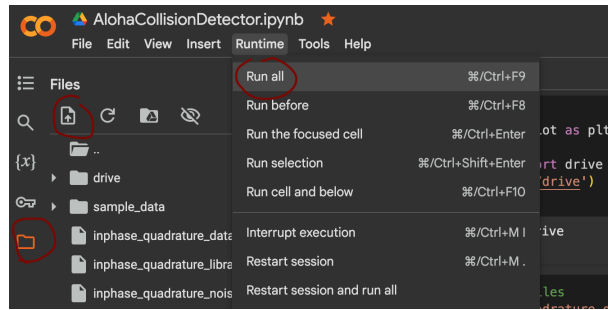 AlohaCollisionDetector.ipynb
File Edit View Insert Runtime Tools Help
Files
{x}
..
drive
sample_data
inphase_quadrature_data
inphase_quadrature_libra
inphase_quadrature_nois
Run all ⌘/Ctrl+F9
Run before ⌘/Ctrl+F8
Run the focused cell ⌘/Ctrl+Enter
Run selection ⌘/Ctrl+Shift+Enter
Run cell and below ⌘/Ctrl+F10
Interrupt execution ⌘/Ctrl+M I
Restart session ⌘/Ctrl+M .
Restart session and run all
lot as plt
ort drive
/drive')
ive
les